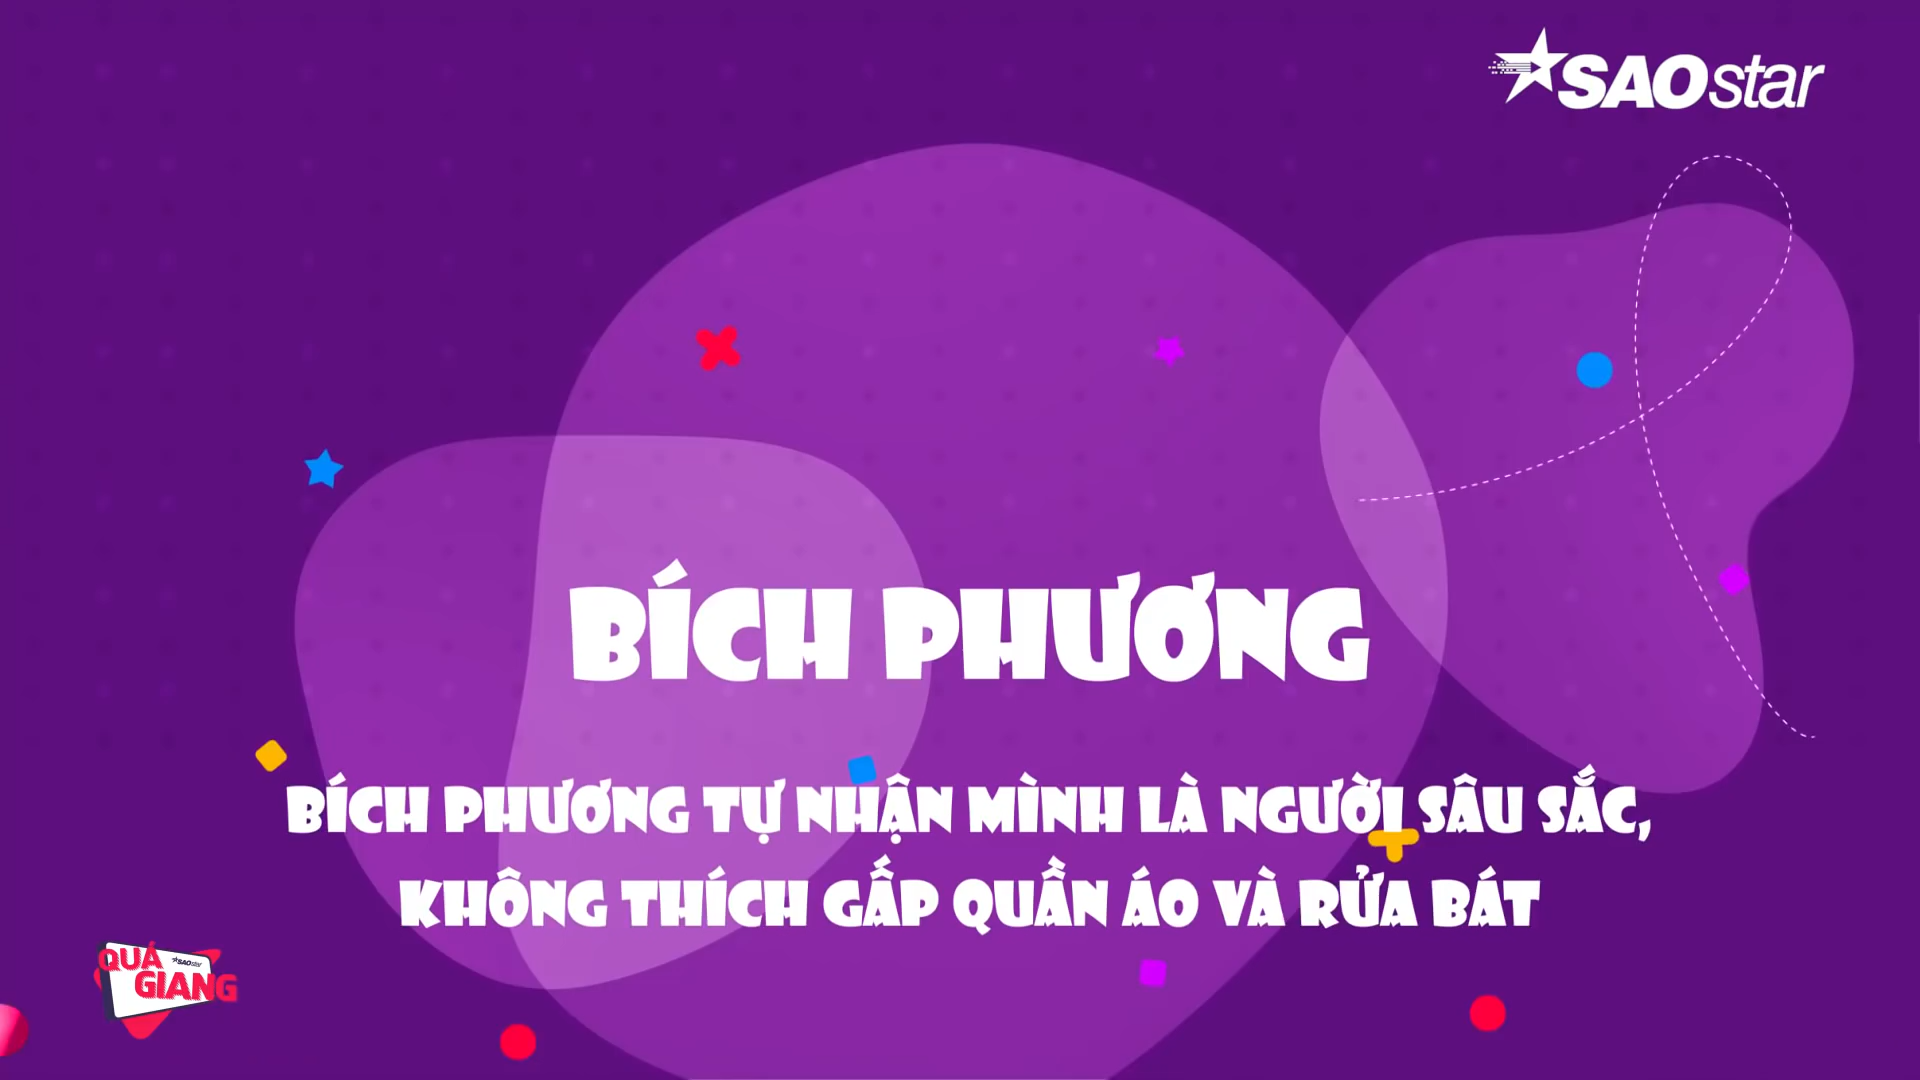 SAOstar
BÍCH PHƯƠNG
BÍCH PHƯƠNG TỰ NHẬN MÌNH LÀ NGƯỜI SÂU SẮC,
KHÔNG THÍCH GẤP QUẦN ÁO VÀ RỬA BÁT
QUÁ
SAOstar
GIANG